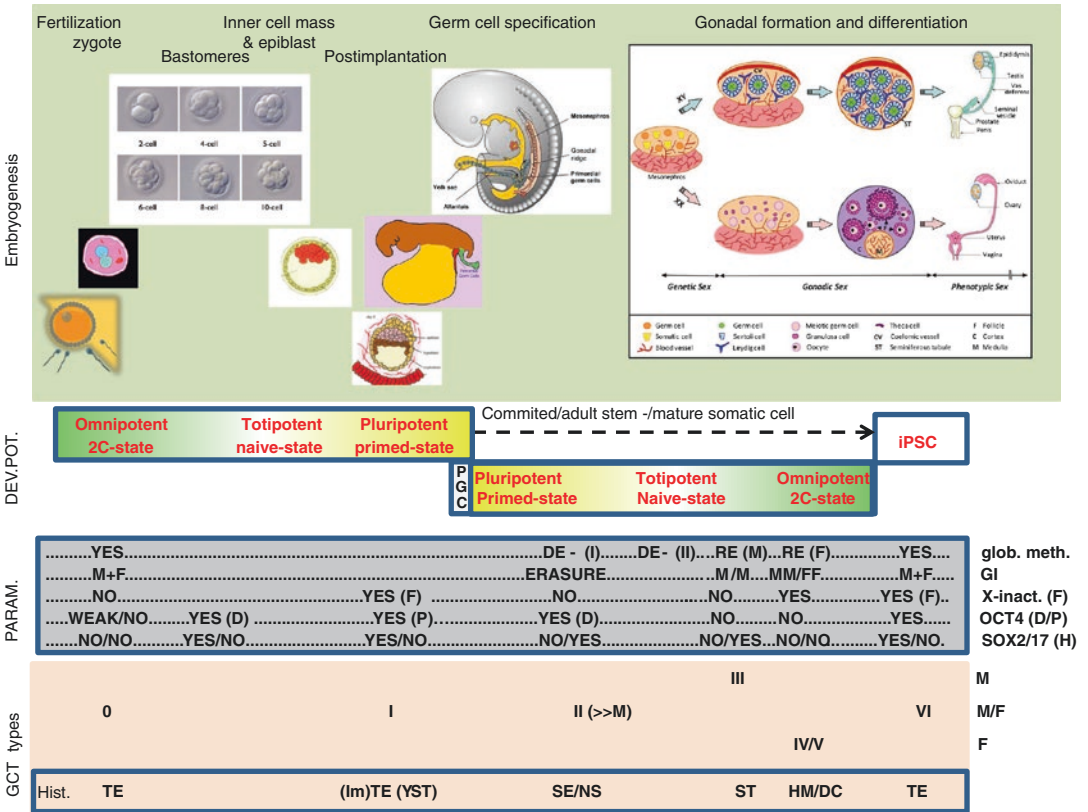 Fertilization
zygote
Bastomeres
Inner cell mass
& epiblast
Postimplantation
Germ cell specification
Gonadal formation and differentiation
Embryogenesis
2-cell
4-cell
5-cell
6-cell
8-cell
10-cell
Mesonephros
Gonadal
ridge
Primordial
germ cells
Yolk sac
Allantois
Mesonephros
XY
XX
CV
ST
C
M
Epididymis
Testis
Vas
deferens
Seminal
vesicle
Prostate
Penis
Oviduct
Ovary
Uterus
Vagina
Genetic Sex
Gonadic Sex
Phenotypic Sex
Germ cell
Somatic cell
Blood vessel
Germ cell
Sertoli cell
Leydig cell
Meiotic germ cell
Granulosa cell
Oocyte
Theca cell
CV Coelomic vessel
ST Seminiferous tubule
F Follicle
C Cortex
M Medulla
DEV.POT.
Omnipotent
2C-state
Totipotent
naive-state
Pluripotent
primed-state
Commited/adult stem -/mature somatic cell
iPSC
PGC
Pluripotent
Primed-state
Totipotent
Naive-state
Omnipotent
2C-state
PARAM.
.........YES...................................................................................DE - (I).......DE- (II)...RE (M)...RE (F)..............YES.... glob. meth.
.........M+F....................................................................................ERASURE.....................M/M....MM/FF..............M+F..... GI
.........NO.................................................YES (F) ..........................NO............................NO.........YES...............YES (F).. X-inact. (F)
....WEAK/NO........YES (D) .........................YES (P)......................YES (D)......................NO..........NO...................YES...... OCT4 (D/P)
......NO/NO........YES/NO.........................YES/NO.......................NO/YES.................NO/YES...NO/NO..........YES/NO. SOX2/17 (H)
GCT types
III M
0 I II (>>M) VI M/F
IV/V F
Hist. TE (Im)TE (YST) SE/NS ST HM/DC TE